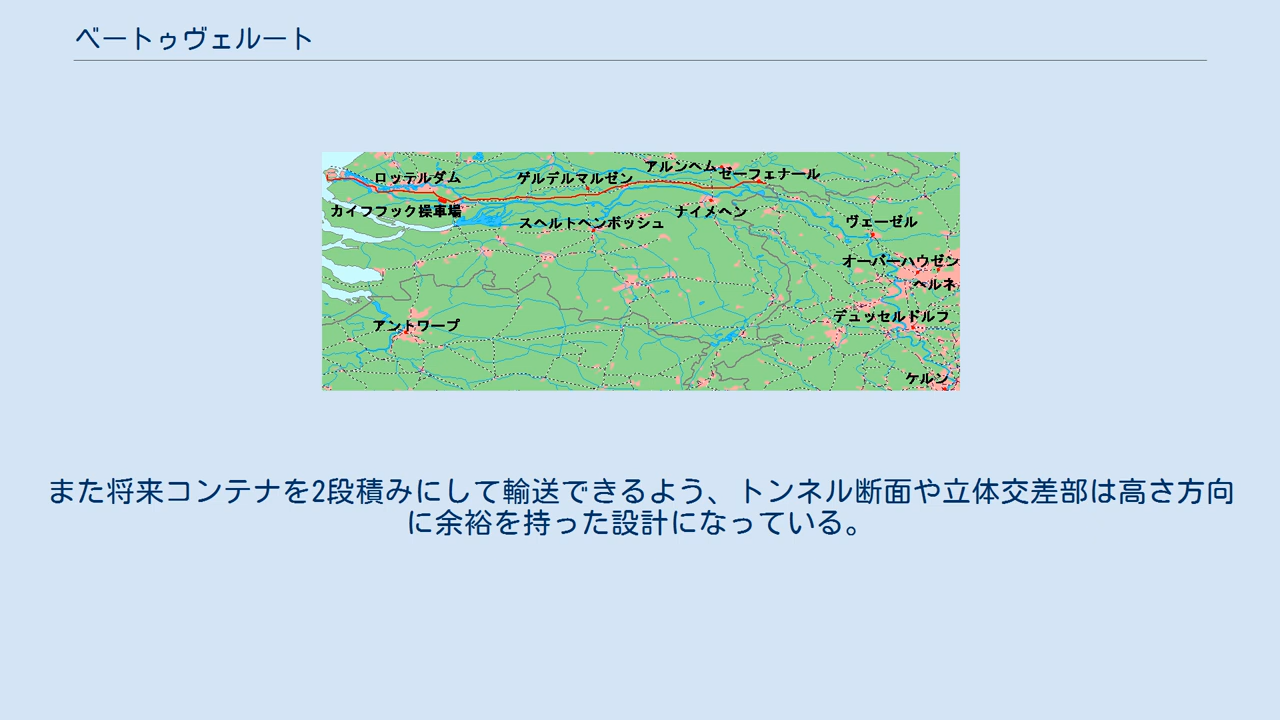 ベートゥヴェルート
アルンヘム
ロッテルダム
ゲルデルマルゼン
ゼーフェナール
カイフフック操車場
スヘルトヘンボッシュ
ナイメヘン
ヴェーゼル
オーバーハウゼン
ヘルネ
デュッセルドルフ
アントワープ
ケルン
また将来コンテナを2段積みにして輸送できるよう、トンネル断面や立体交差部は高さ方向
に余裕を持った設計になっている。